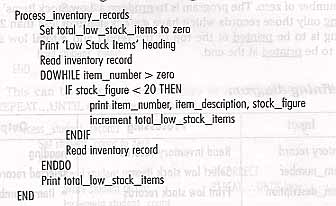 Process_inventory_records
Set total_low_stock_items to zero
Print 'Low Stock Items' heading
Read inventory record
DOWHILE item_number > zero
IF stock_figure < 20 THEN
print item_number, item_description, stock_figure
increment total_low_stock_items
ENDIF
Read inventory record
ENDDO
Print total_low_stock_items
END